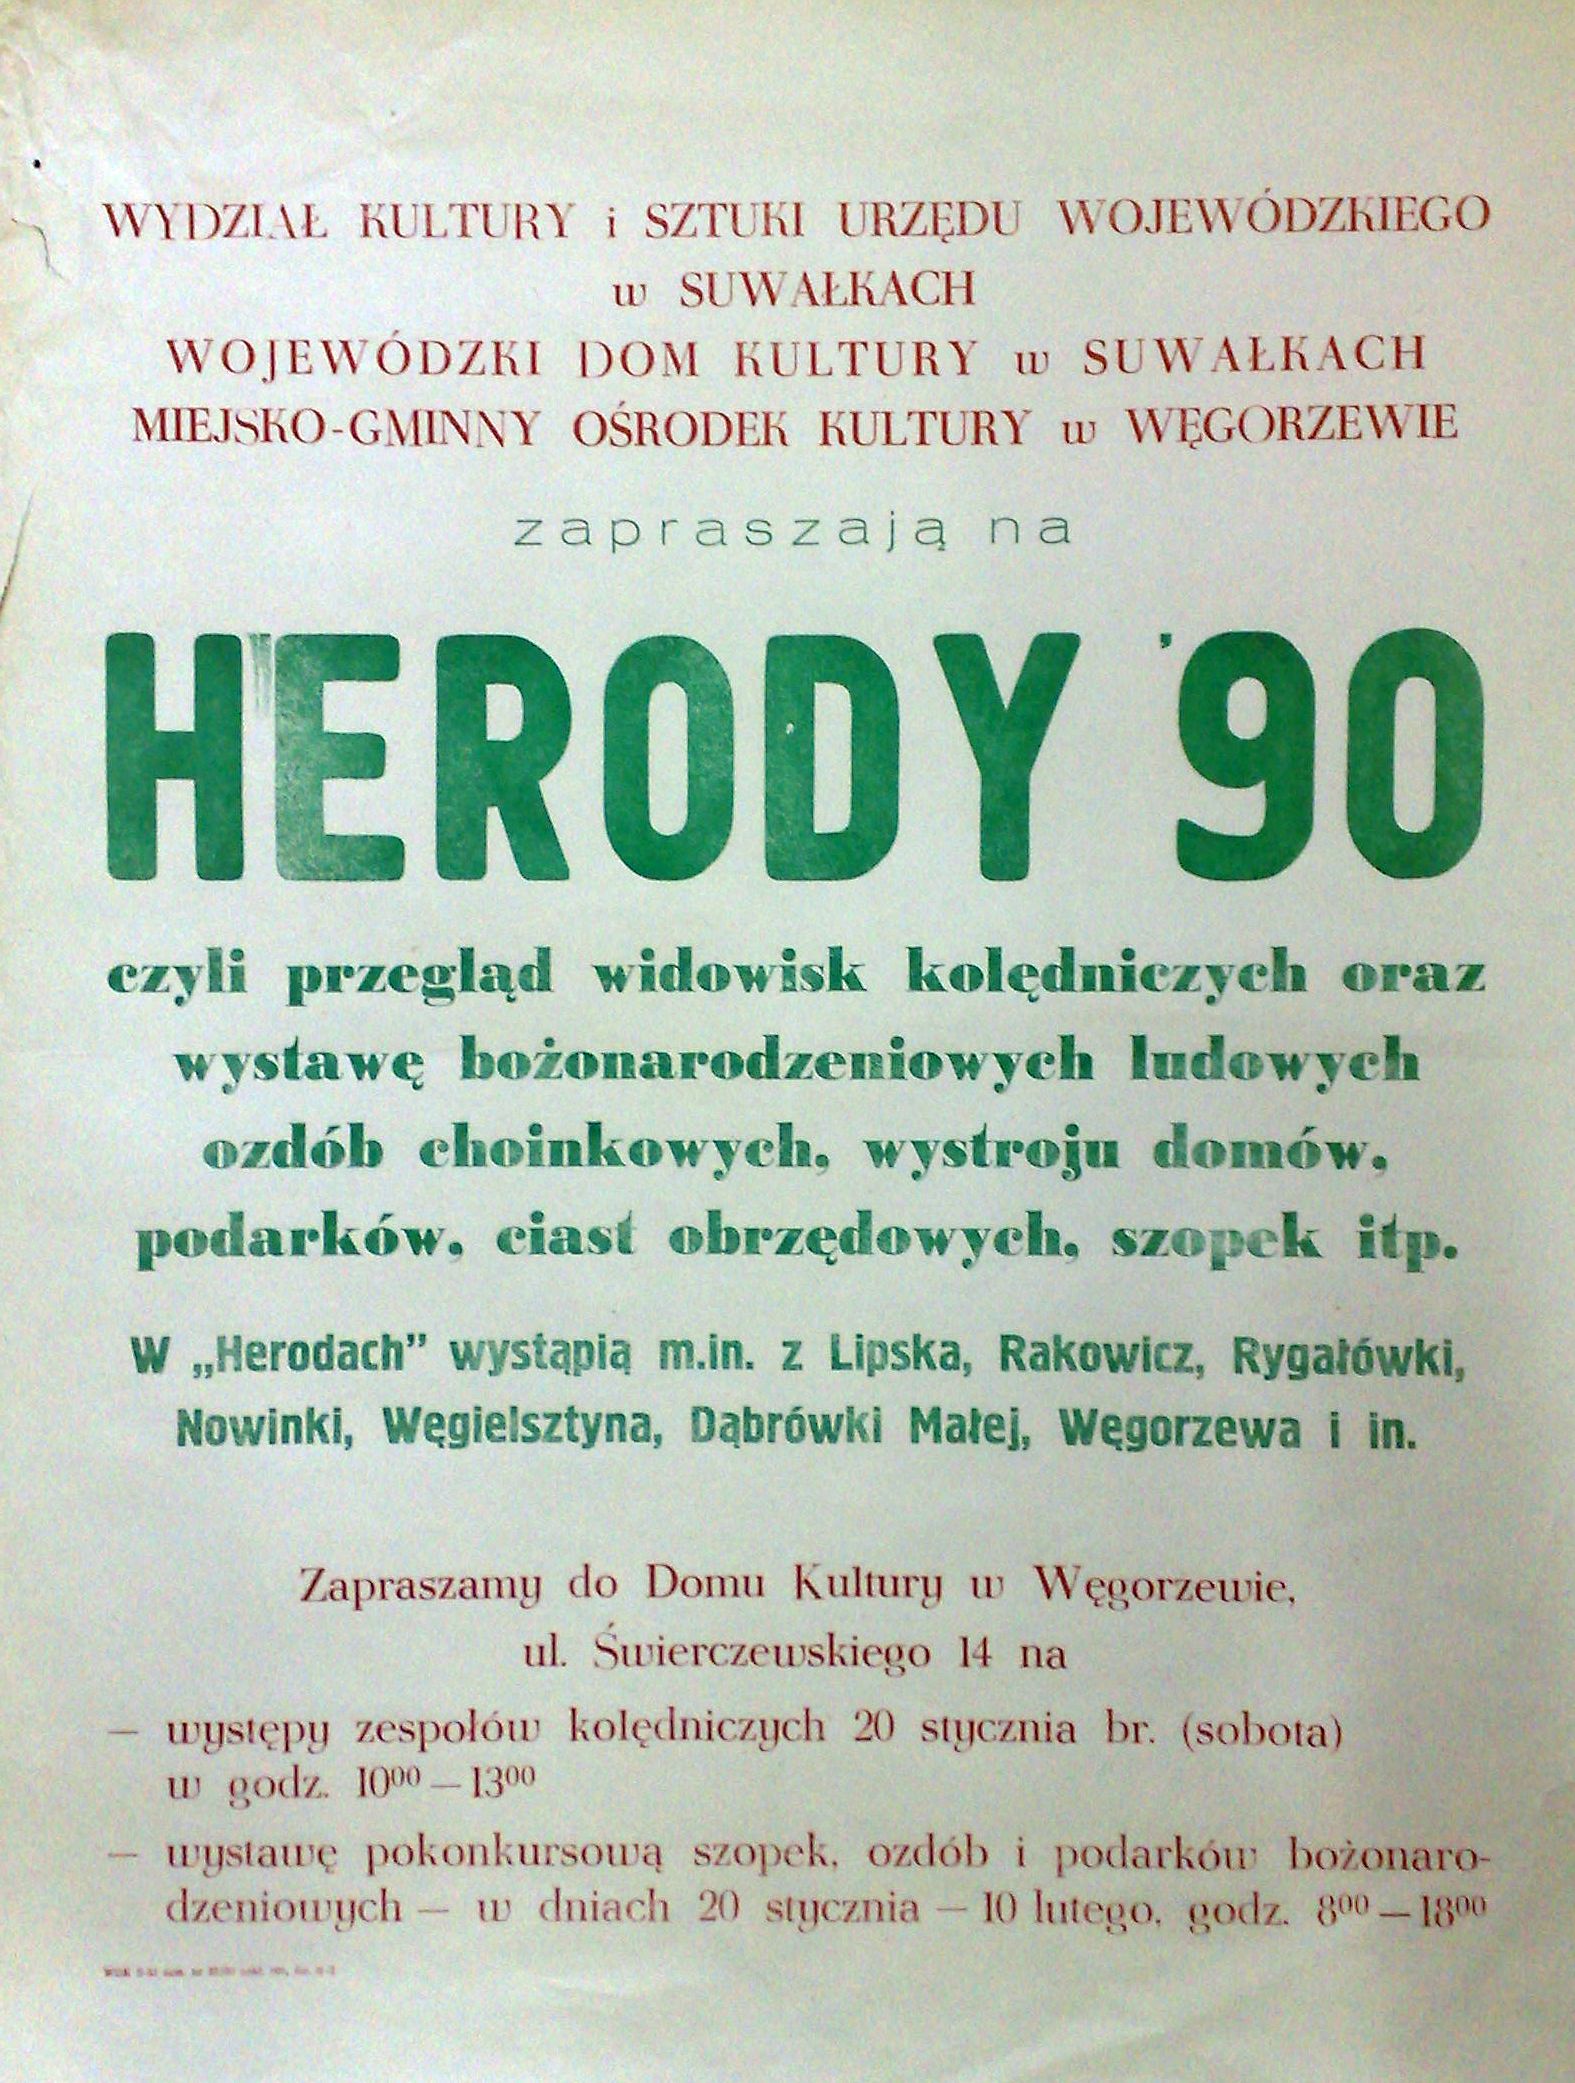 WYDZIAŁ KULTURY i SZTUKI URZĘDU WOJEWÓDZKIEGO
w SUWAŁKACH
WOJEWÓDZKI DOM KULTURY w SUWAŁKACH
MIEJSKO-GMINNY OŚRODEK KULTURY w WĘGORZEWIE
zapraszają na
HERODY '90
czyli przegląd widowisk kolędniczych oraz
wystawę bożonarodzeniowych ludowych
ozdób choinkowych, wystroju domów,
podarków, ciast obrzędowych, szopek itp.
W „Herodach” wystąpią m.in. z Lipska, Rakowicz, Rygałówki,
Nowinki, Węgielsztyna, Dąbrówki Małej, Węgorzewa i in.
Zapraszamy do Domu Kultury w Węgorzewie,
ul. Świerczewskiego 14 na
— występy zespołów kolędniczych 20 stycznia br. (sobota)
w godz. 10⁰⁰ — 13⁰⁰
— wystawę pokonkursową szopek, ozdób i podarków bożonaro-
dzeniowych — w dniach 20 stycznia — 10 lutego, godz. 8⁰⁰ — 18⁰⁰